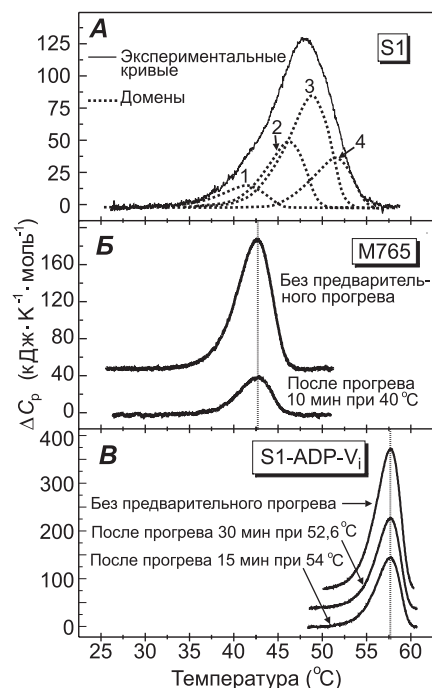 А
S1
Экспериментальные
кривые
Домены
1
2
3
4
125
100
75
50
25
0
Б
M765
Без предваритель-
ного прогрева
После прогрева
10 мин при 40 °C
160
120
80
40
0
ΔCp (кДж·K-1·моль-1)
В
S1-ADP-Vi
Без предварительного прогрева
После прогрева 30 мин при 52,6°C
После прогрева 15 мин при 54 °C
400
300
200
100
0
25 30 35 40 45 50 55 60
Температура (°C)